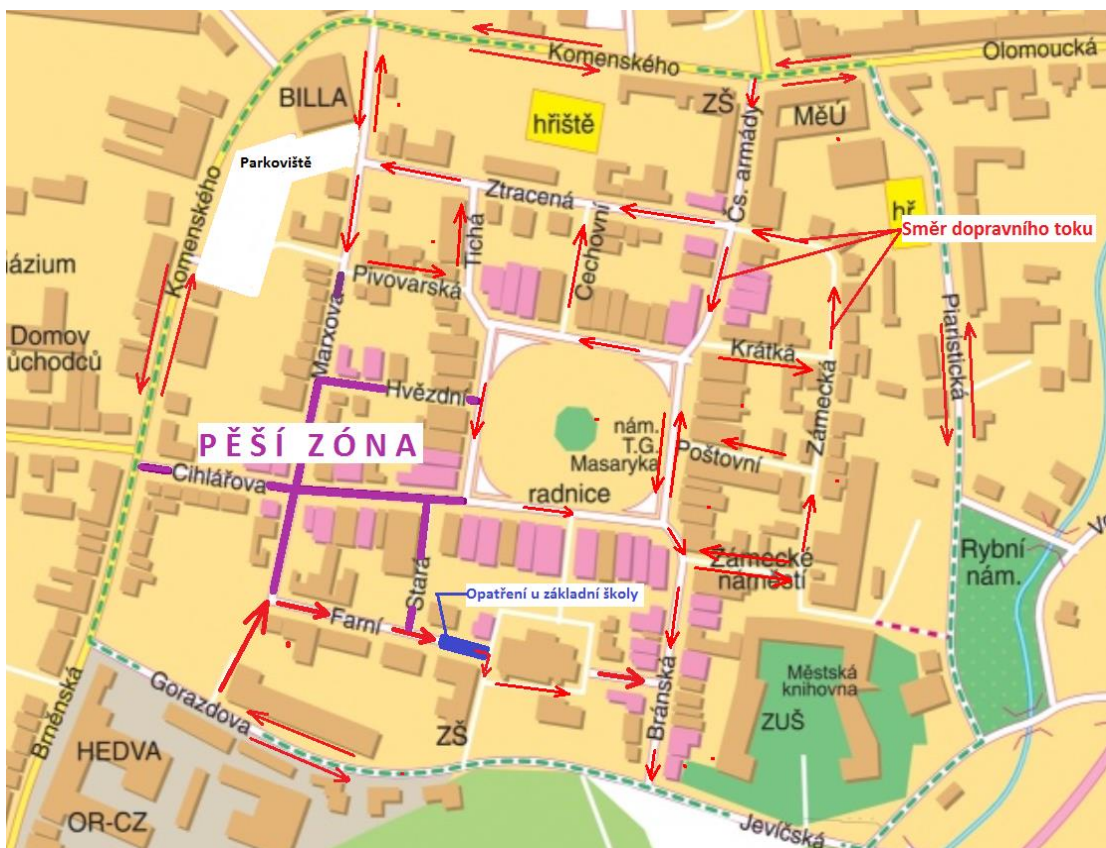 Komenského
Olomoucká
BILLA
ZŠ
MěÚ
hřiště
Čs. armády
Parkoviště
Komenského
Ztracená
hř
Směr dopravního toku
Tichá
Cechovní
ázium
Pivovarská
Marxova
Domov
ůchodců
Krátká
Zámecká
Piaristická
Hvězdní
PĚŠÍ ZÓNA
nám.
T.G.
Masaryka
Poštovní
Cihlářova
radnice
Zámecké
náměstí
Rybní
nám.
Stará
Opatření u základní školy
Farní
Bránská
Městská
knihovna
ZUŠ
Gorazdova
Brněnská
ZŠ
HEDVA
OR-CZ
Jevíčská